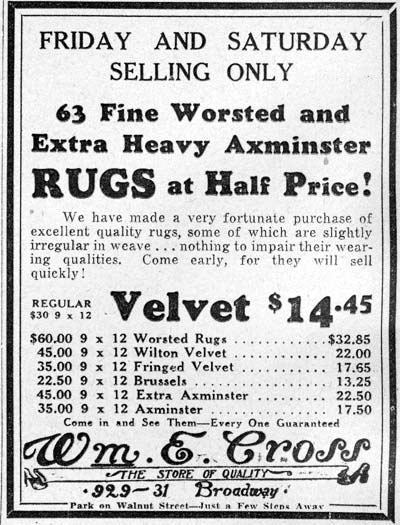 FRIDAY AND SATURDAY
SELLING ONLY
63 Fine Worsted and
Extra Heavy Axminster
RUGS at Half Price!
We have made a very fortunate purchase of
excellent quality rugs, some of which are slightly
irregular in weave . . . nothing to impair their wear-
ing qualities. Come early, for they will sell
quickly!
REGULAR
$30 9 x 12
Velvet $14.45
$60.00 9 x 12 Worsted Rugs . . . . . . . . . . . $32.85
45.00 9 x 12 Wilton Velvet . . . . . . . . . . . 22.00
35.00 9 x 12 Fringed Velvet . . . . . . . . . . . 17.65
22.50 9 x 12 Brussels . . . . . . . . . . . . . . . 13.25
45.00 9 x 12 Extra Axminster . . . . . . . . . 22.50
35.00 9 x 12 Axminster . . . . . . . . . . . . . . 17.50
Come in and See Them—Every One Guaranteed
Wm. E. Cross
THE STORE OF QUALITY
929-31 Broadway
Park on Walnut Street—Just a Few Steps Away